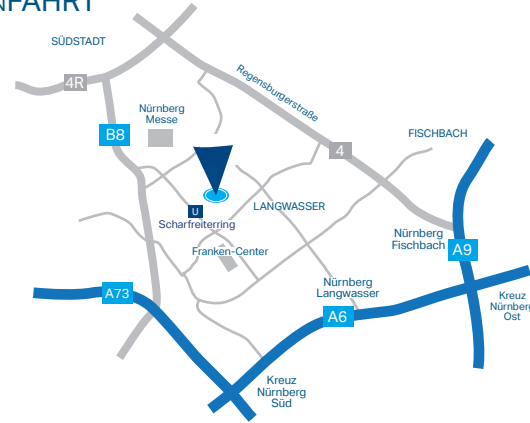 NFAHRT
SÜDSTADT
4R
Regensburgerstraße
Nürnberg
Messe
B8
4
FISCHBACH
LANGWASSER
U
Scharfreiterring
Nürnberg
Fischbach
A9
Franken-Center
Nürnberg
Langwasser
A73
A6
Kreuz
Nürnberg
Ost
Kreuz
Nürnberg
Süd